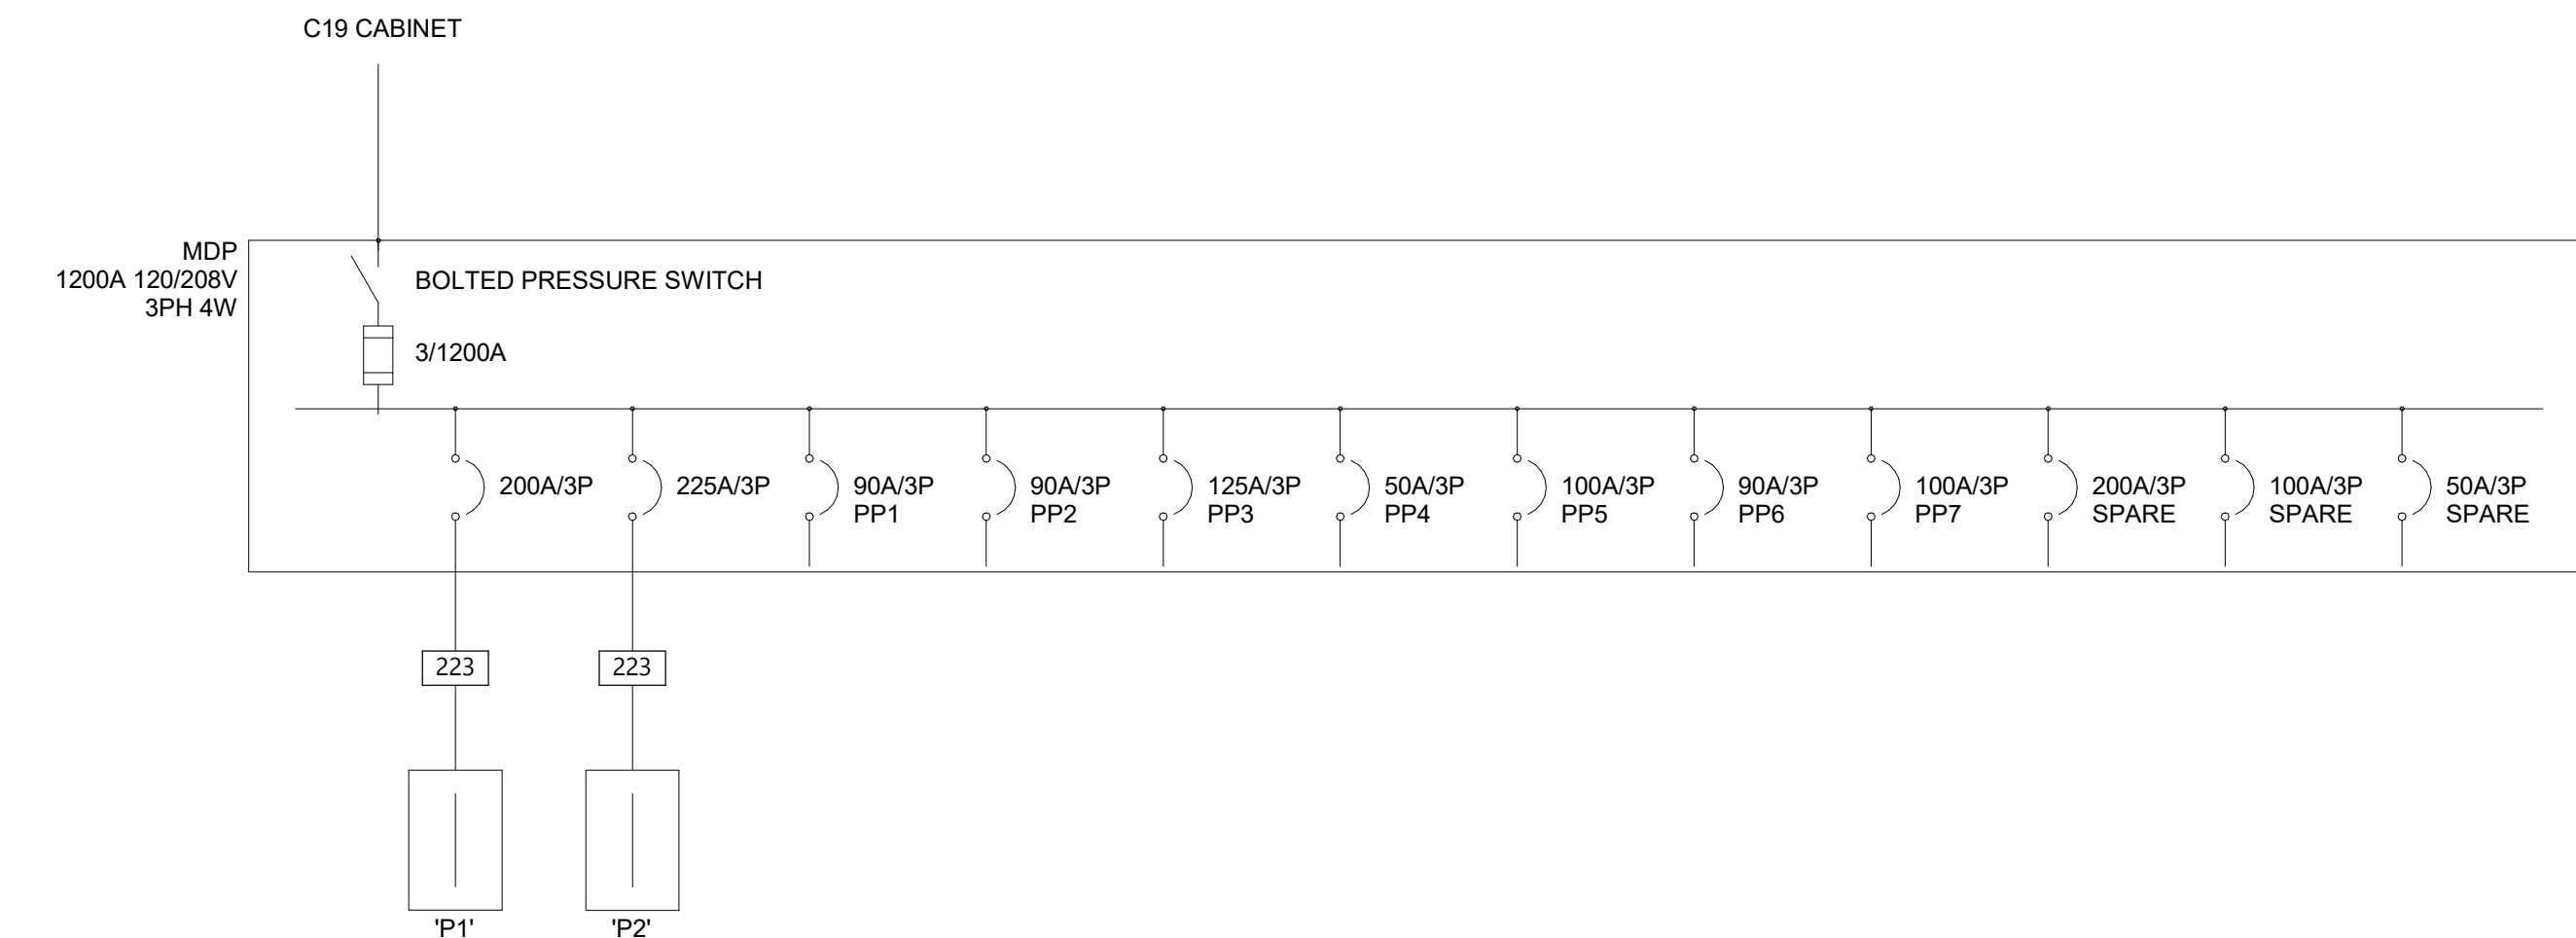 C19 CABINET
MDP
1200A 120/208V
3PH 4W
BOLTED PRESSURE SWITCH
3/1200A
200A/3P
225A/3P
90A/3P
PP1
90A/3P
PP2
125A/3P
PP3
50A/3P
PP4
100A/3P
PP5
90A/3P
PP6
100A/3P
PP7
200A/3P
SPARE
100A/3P
SPARE
50A/3P
SPARE
223
223
'P1'
'P2'